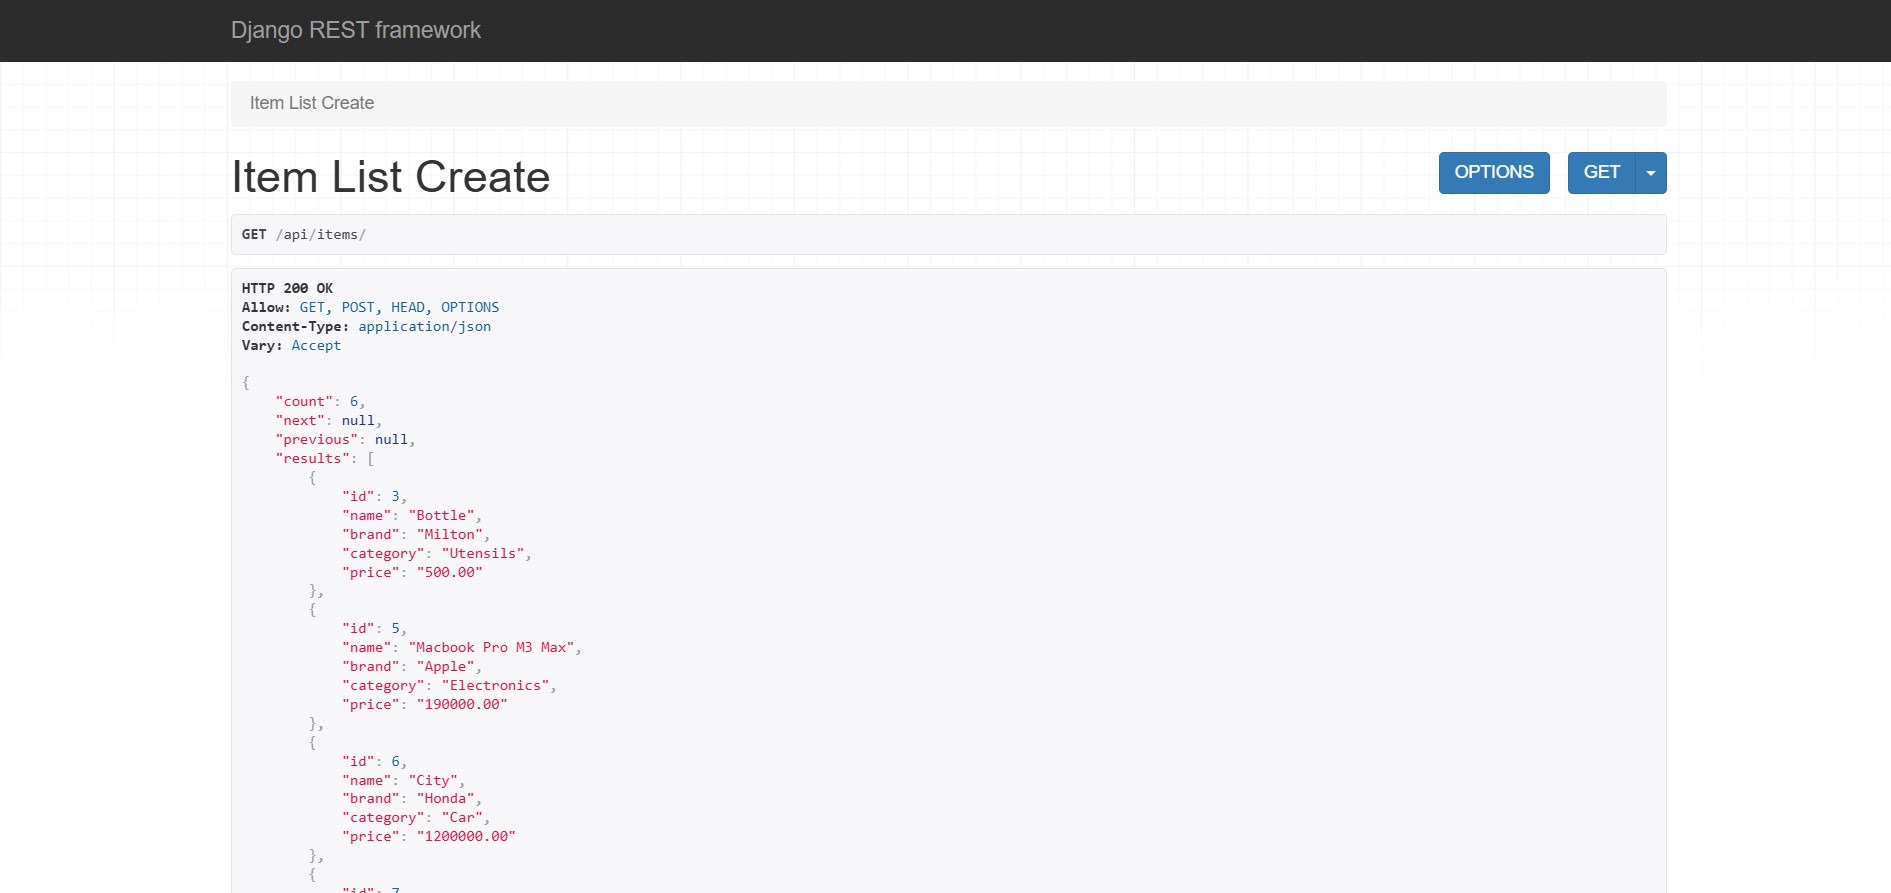 Django REST framework
Item List Create
Item List Create
OPTIONS GET
GET /api/items/
HTTP 200 OK
Allow: GET, POST, HEAD, OPTIONS
Content-Type: application/json
Vary: Accept
{
    "count": 6,
    "next": null,
    "previous": null,
    "results": [
        {
            "id": 3,
            "name": "Bottle",
            "brand": "Milton",
            "category": "Utensils",
            "price": "500.00"
        },
        {
            "id": 5,
            "name": "Macbook Pro M3 Max",
            "brand": "Apple",
            "category": "Electronics",
            "price": "190000.00"
        },
        {
            "id": 6,
            "name": "City",
            "brand": "Honda",
            "category": "Car",
            "price": "1200000.00"
        },
        {
            "id": 7